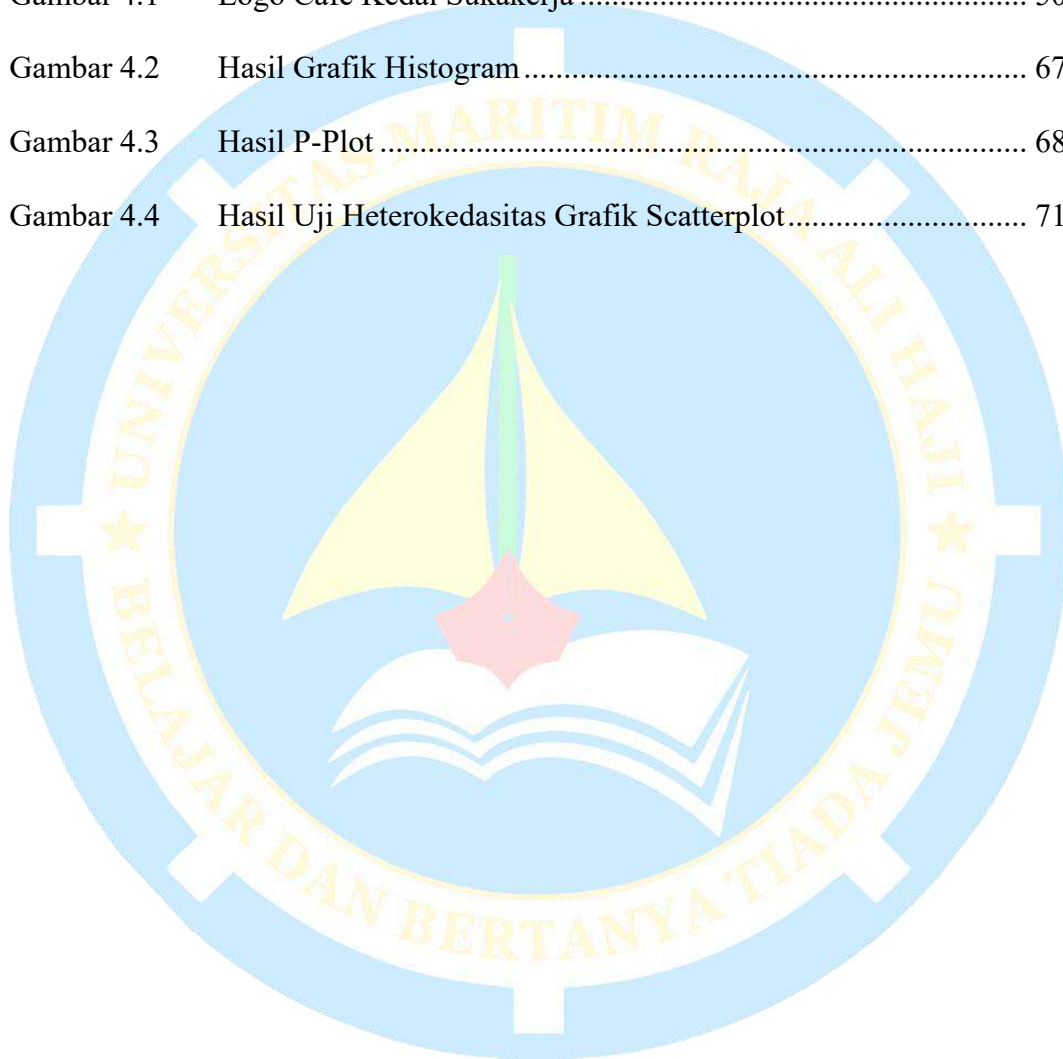 Gambar 4.1 Logo Cafe Kedai Sukakerja
Gambar 4.2 Hasil Grafik Histogram ........................................................... 67
Gambar 4.3 Hasil P-Plot ........................................................................... 68
Gambar 4.4 Hasil Uji Heterokedasitas Grafik Scatterplot ............................ 71
UNIVERSITAS MARITIM RAJA ALI HAJI
BELAJAR DAN BERTANYA TIADA JEMU